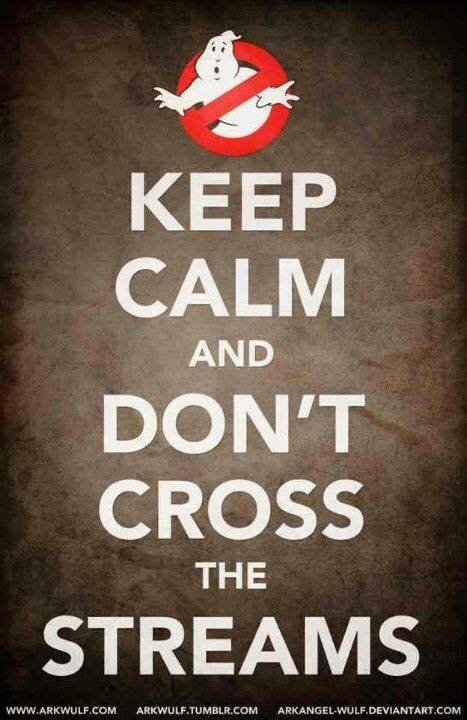 KEEP
CALM
AND
DON'T
CROSS
THE
STREAMS
WWW.ARKWULF.COM ARKWULF.TUMBLR.COM ARKANGEL-WULF.DEVIANTART.COM